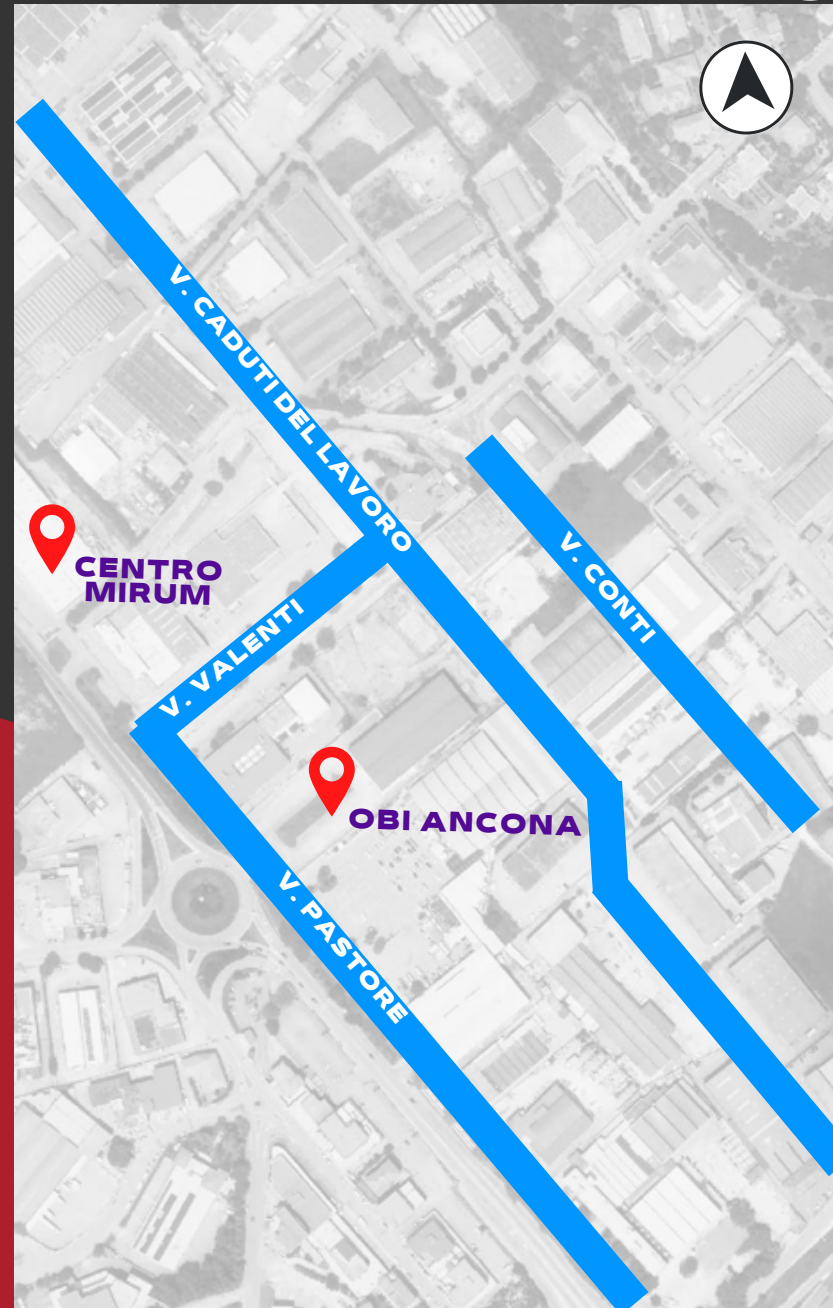 V. CADUTI DEL LAVORO
V. CONTI
CENTRO
MIRUM
V. VALENTI
OBI ANCONA
V. PASTORE